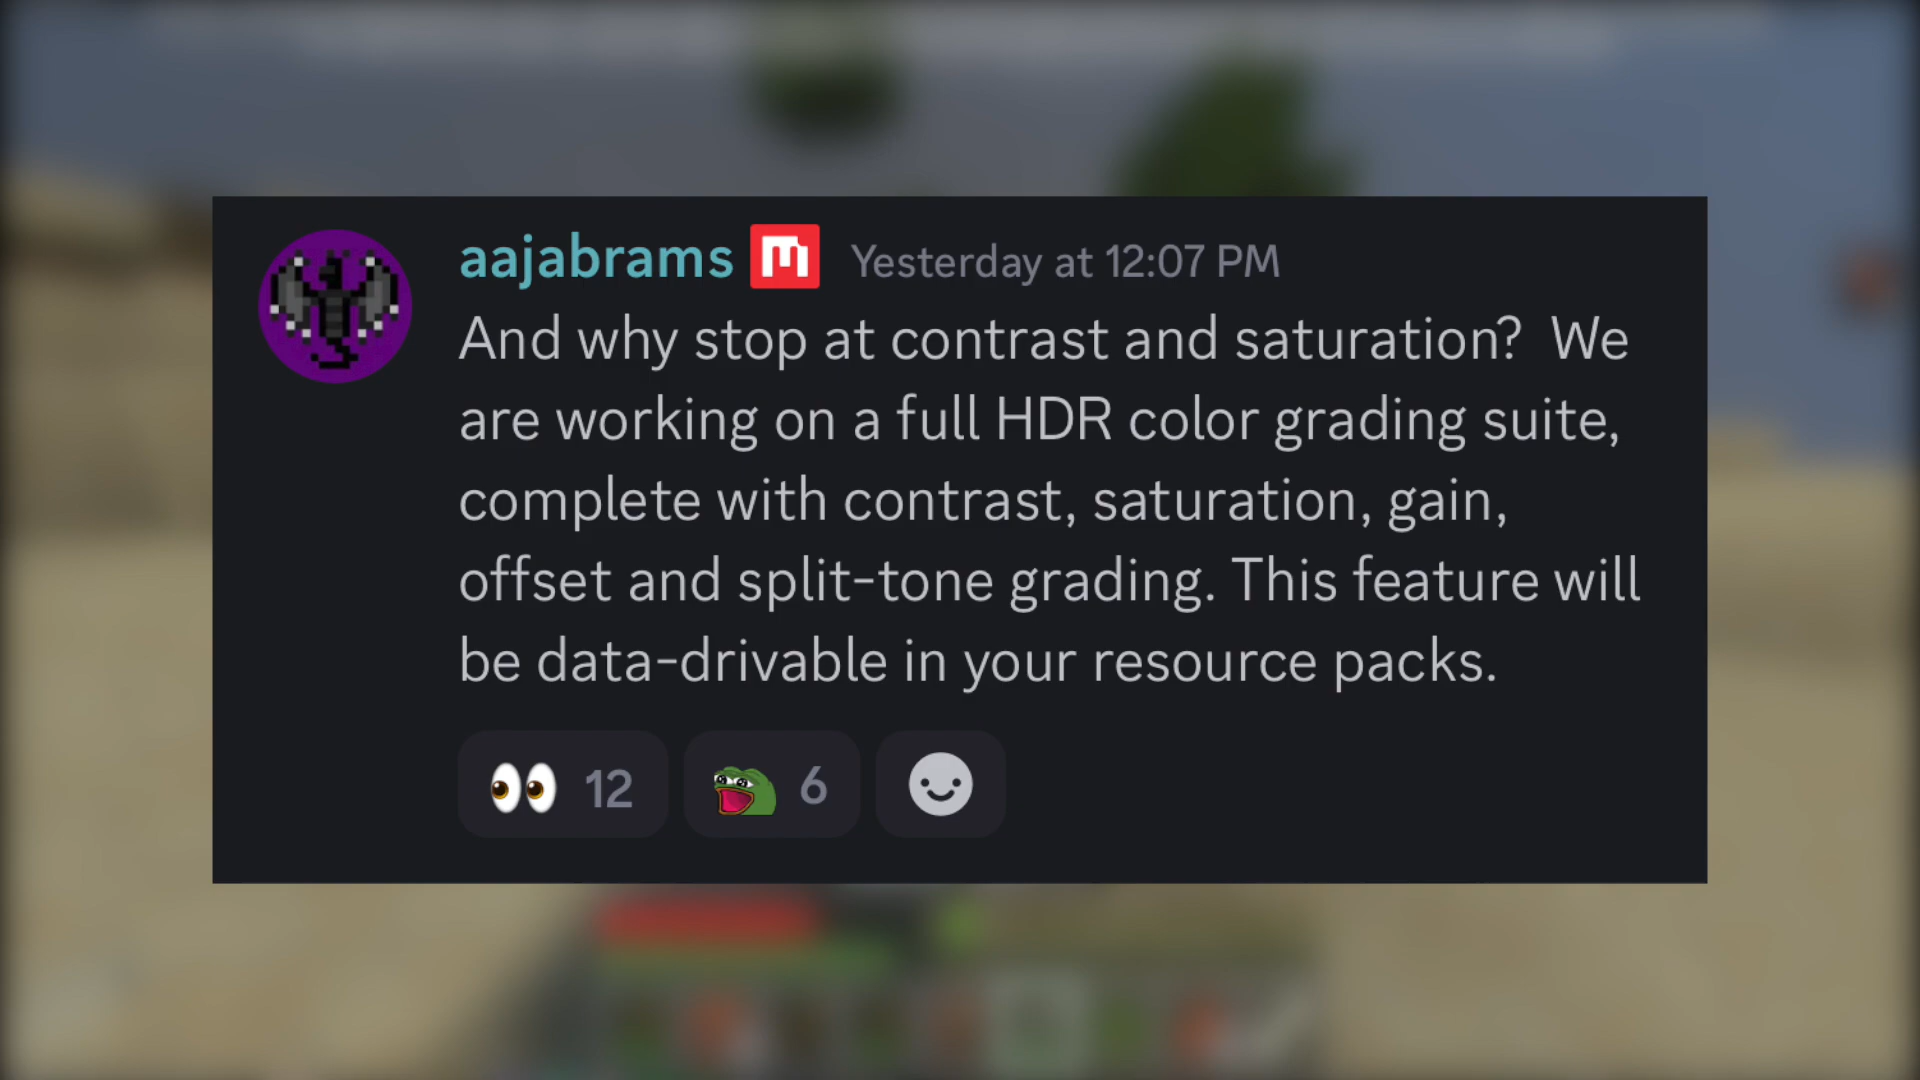 aajabrams Yesterday at 12:07 PM
And why stop at contrast and saturation? We
are working on a full HDR color grading suite,
complete with contrast, saturation, gain,
offset and split-tone grading. This feature will
be data-drivable in your resource packs.
12 6